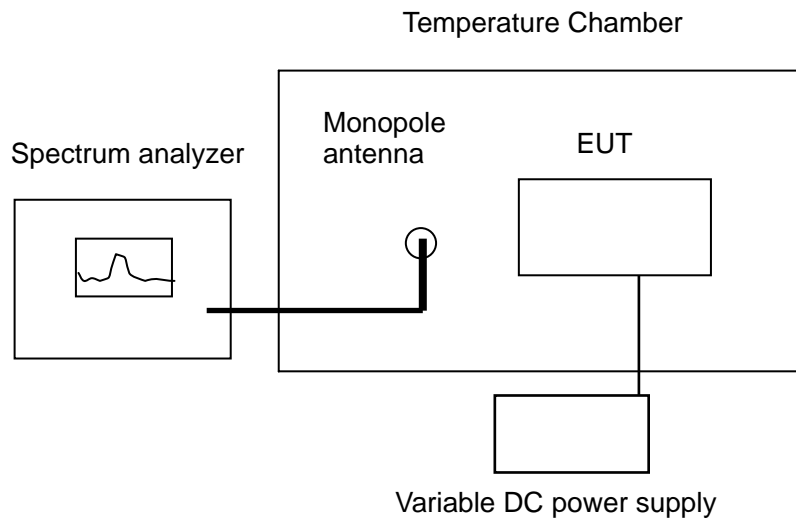 Temperature Chamber
Monopole
antenna
EUT
Spectrum analyzer
Variable DC power supply